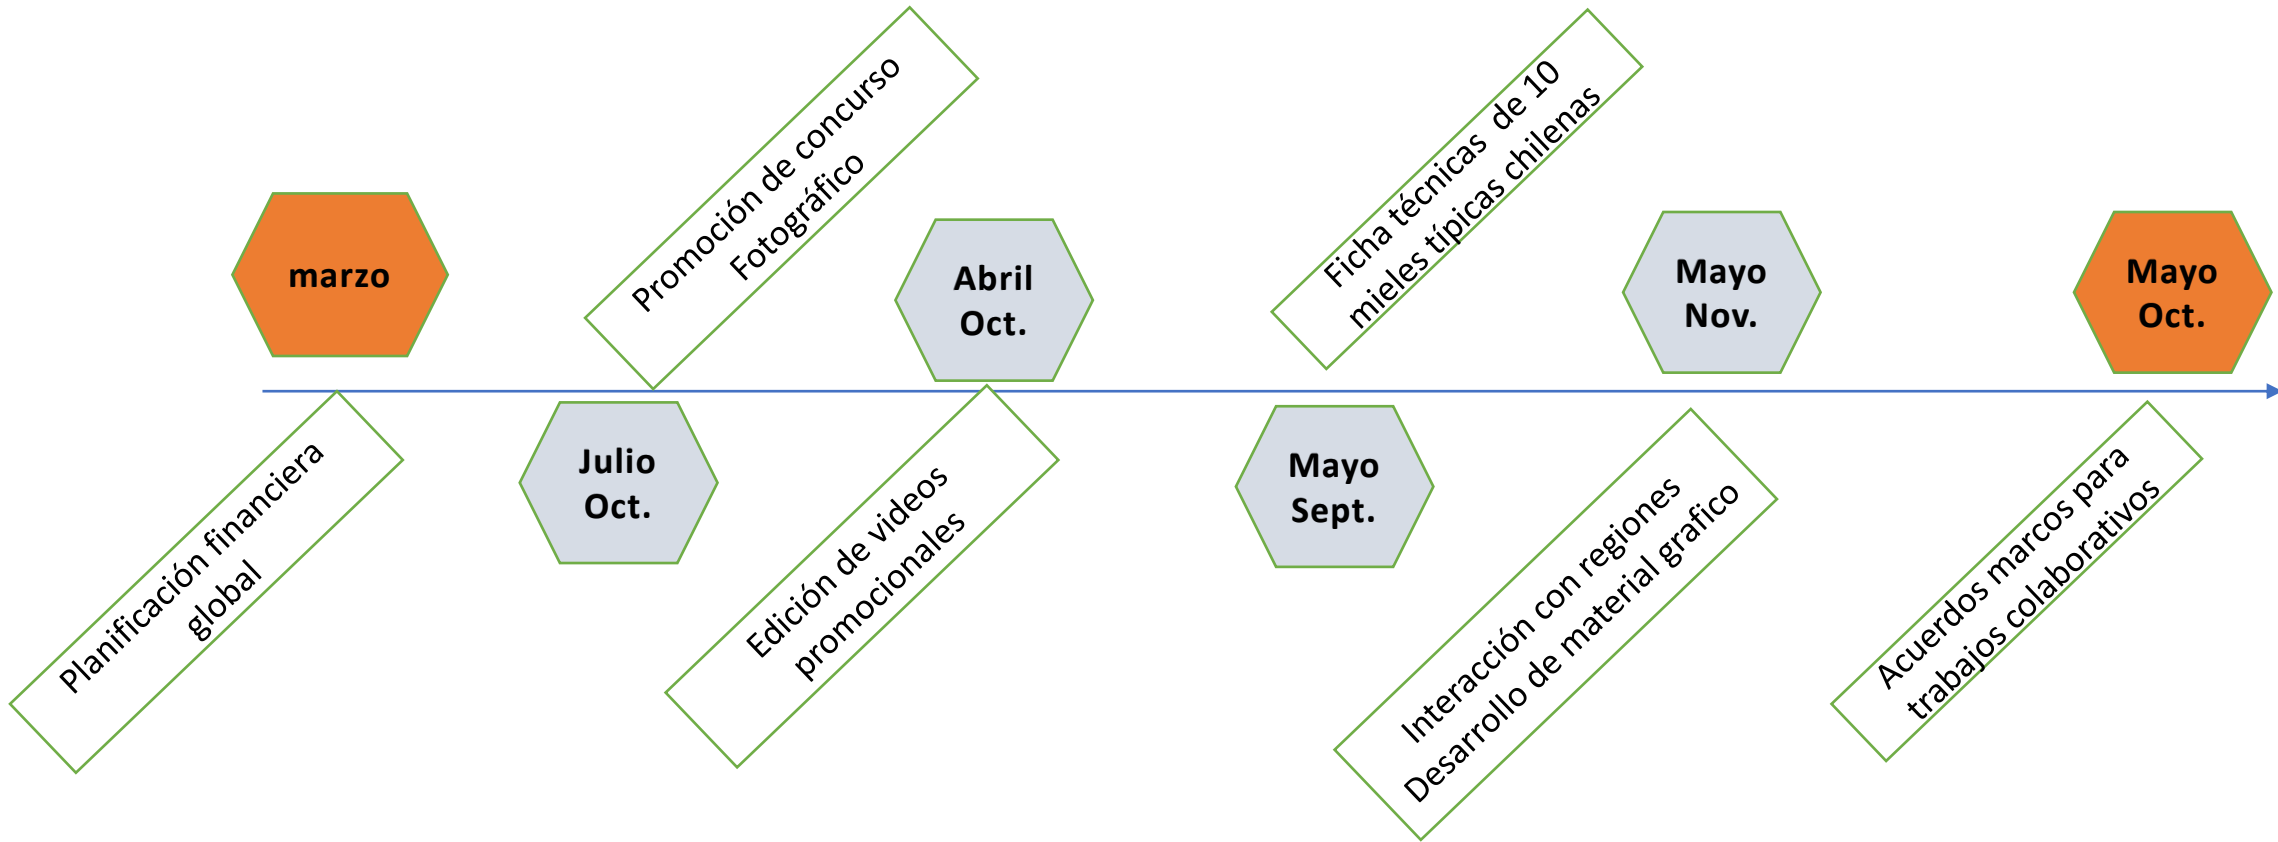 marzo
Planificación financiera
global
Promoción de concurso
Fotográfico
Julio
Oct.
Abril
Oct.
Edición de videos
promocionales
Ficha técnicas  de 10
mieles típicas chilenas
Mayo
Sept.
Mayo
Nov.
Interacción con regiones
Desarrollo de material grafico
Mayo
Oct.
Acuerdos marcos para
trabajos colaborativos